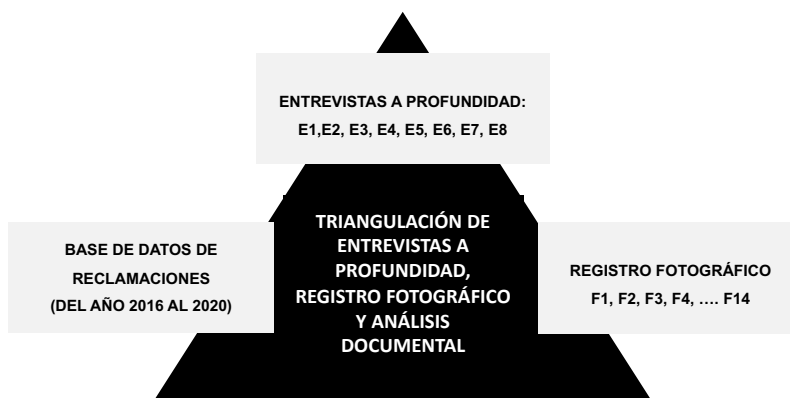 ENTREVISTAS A PROFUNDIDAD:
E1,E2, E3, E4, E5, E6, E7, E8
BASE DE DATOS DE
RECLAMACIONES
(DEL AÑO 2016 AL 2020)
TRIANGULACIÓN DE
ENTREVISTAS A
PROFUNDIDAD,
REGISTRO FOTOGRÁFICO
Y ANÁLISIS
DOCUMENTAL
REGISTRO FOTOGRÁFICO
F1, F2, F3, F4, …. F14